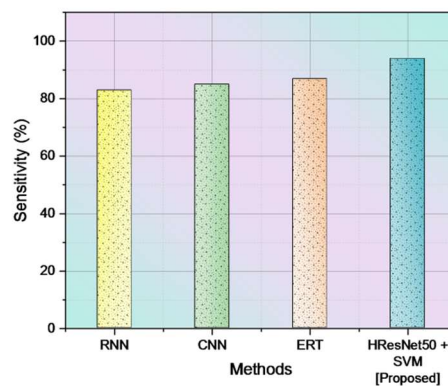 100
80
60
40
20
0
Sensitivity (%)
RNN
CNN
ERT
HResNet50 +
SVM
[Proposed]
Methods